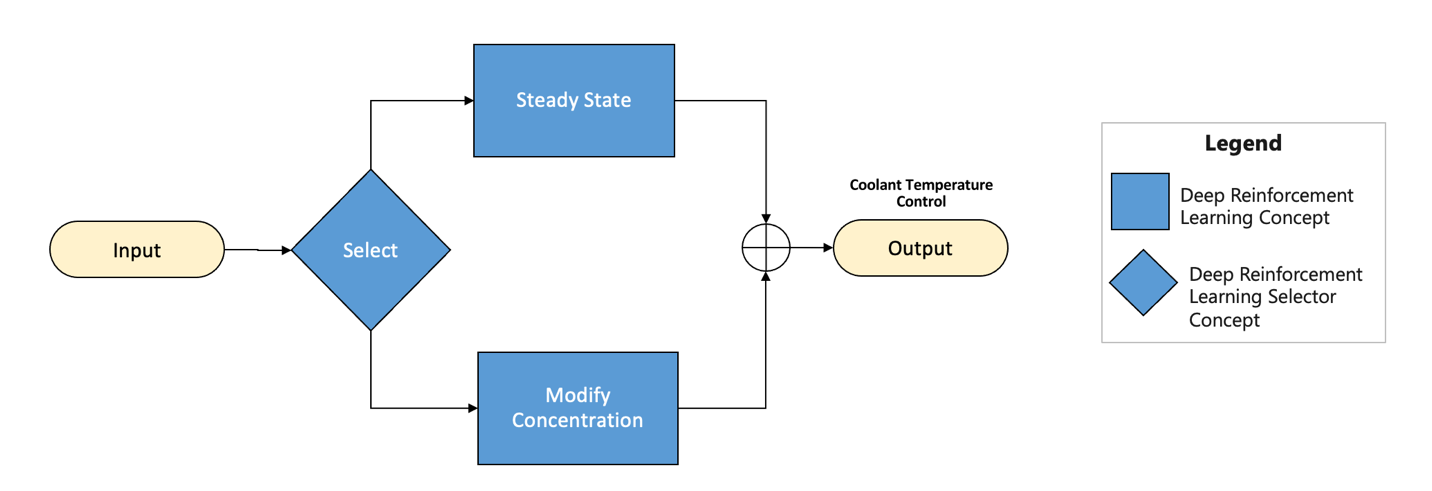 Steady State
Coolant Temperature
Control
Input
Select
Output
Modify
Concentration
Legend
Deep Reinforcement
Learning Concept
Deep Reinforcement
Learning Selector
Concept